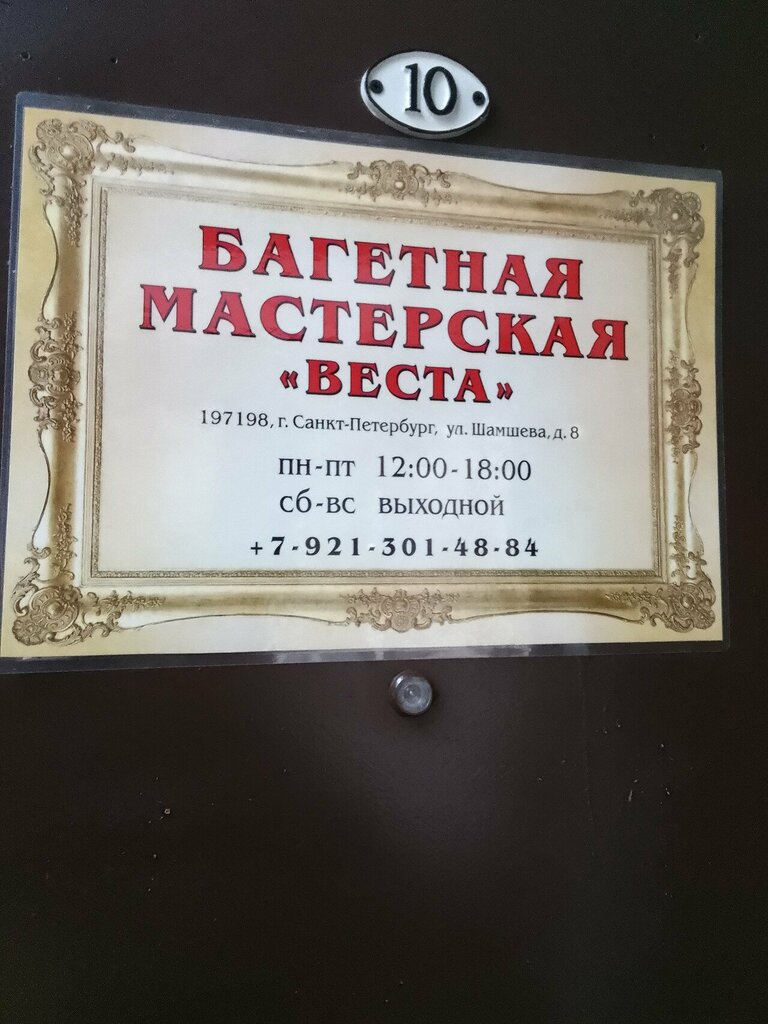 10
БАГЕТНАЯ
МАСТЕРСКАЯ
«ВЕСТА»
197198, г. Санкт-Петербург, ул. Шамшева, д. 8
пн-пт 12:00-18:00
сб-вс выходной
+7-921-301-48-84